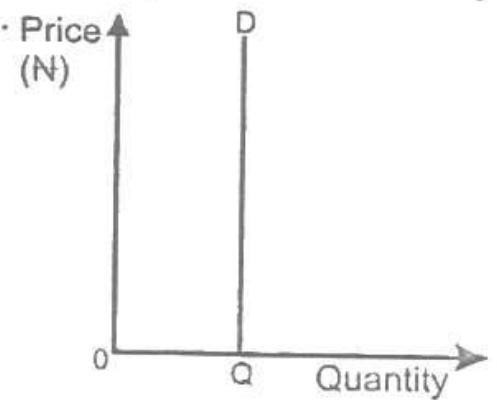 · Price
(₦)
D
0
Q
Quantity